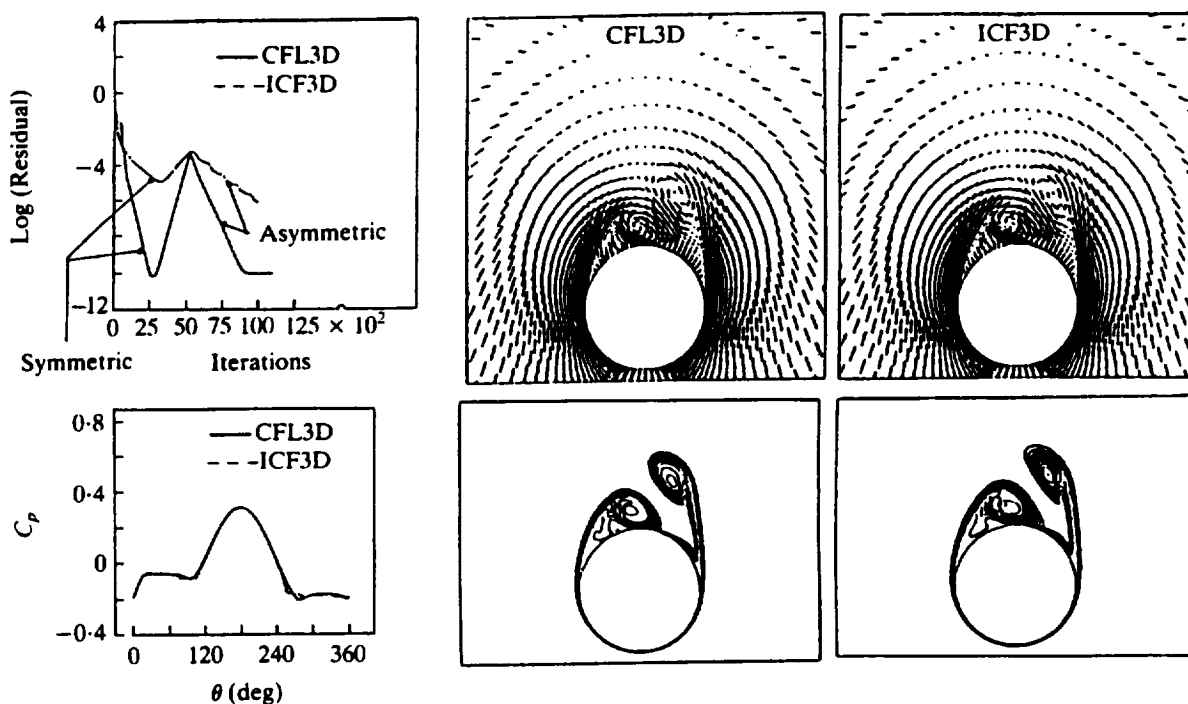 4
0
−4
−12
Log (Residual)
CFL3D
ICF3D
Asymmetric
0 25 50 75 100 125 × 10²
Symmetric
Iterations
CFL3D
ICF3D
0·8
0·4
0
−0·4
C_p
CFL3D
ICF3D
0 120 240 360
θ (deg)